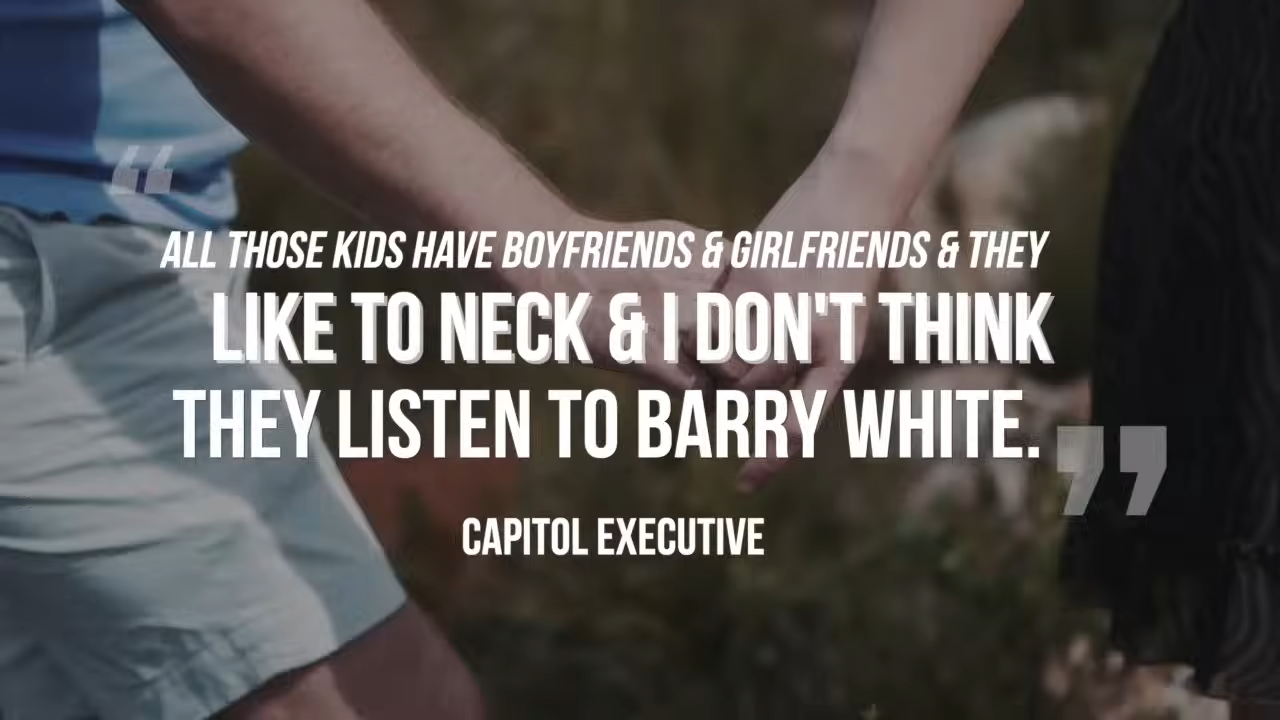 “
ALL THOSE KIDS HAVE BOYFRIENDS & GIRLFRIENDS & THEY
LIKE TO NECK & I DON'T THINK
THEY LISTEN TO BARRY WHITE.
”
CAPITOL EXECUTIVE